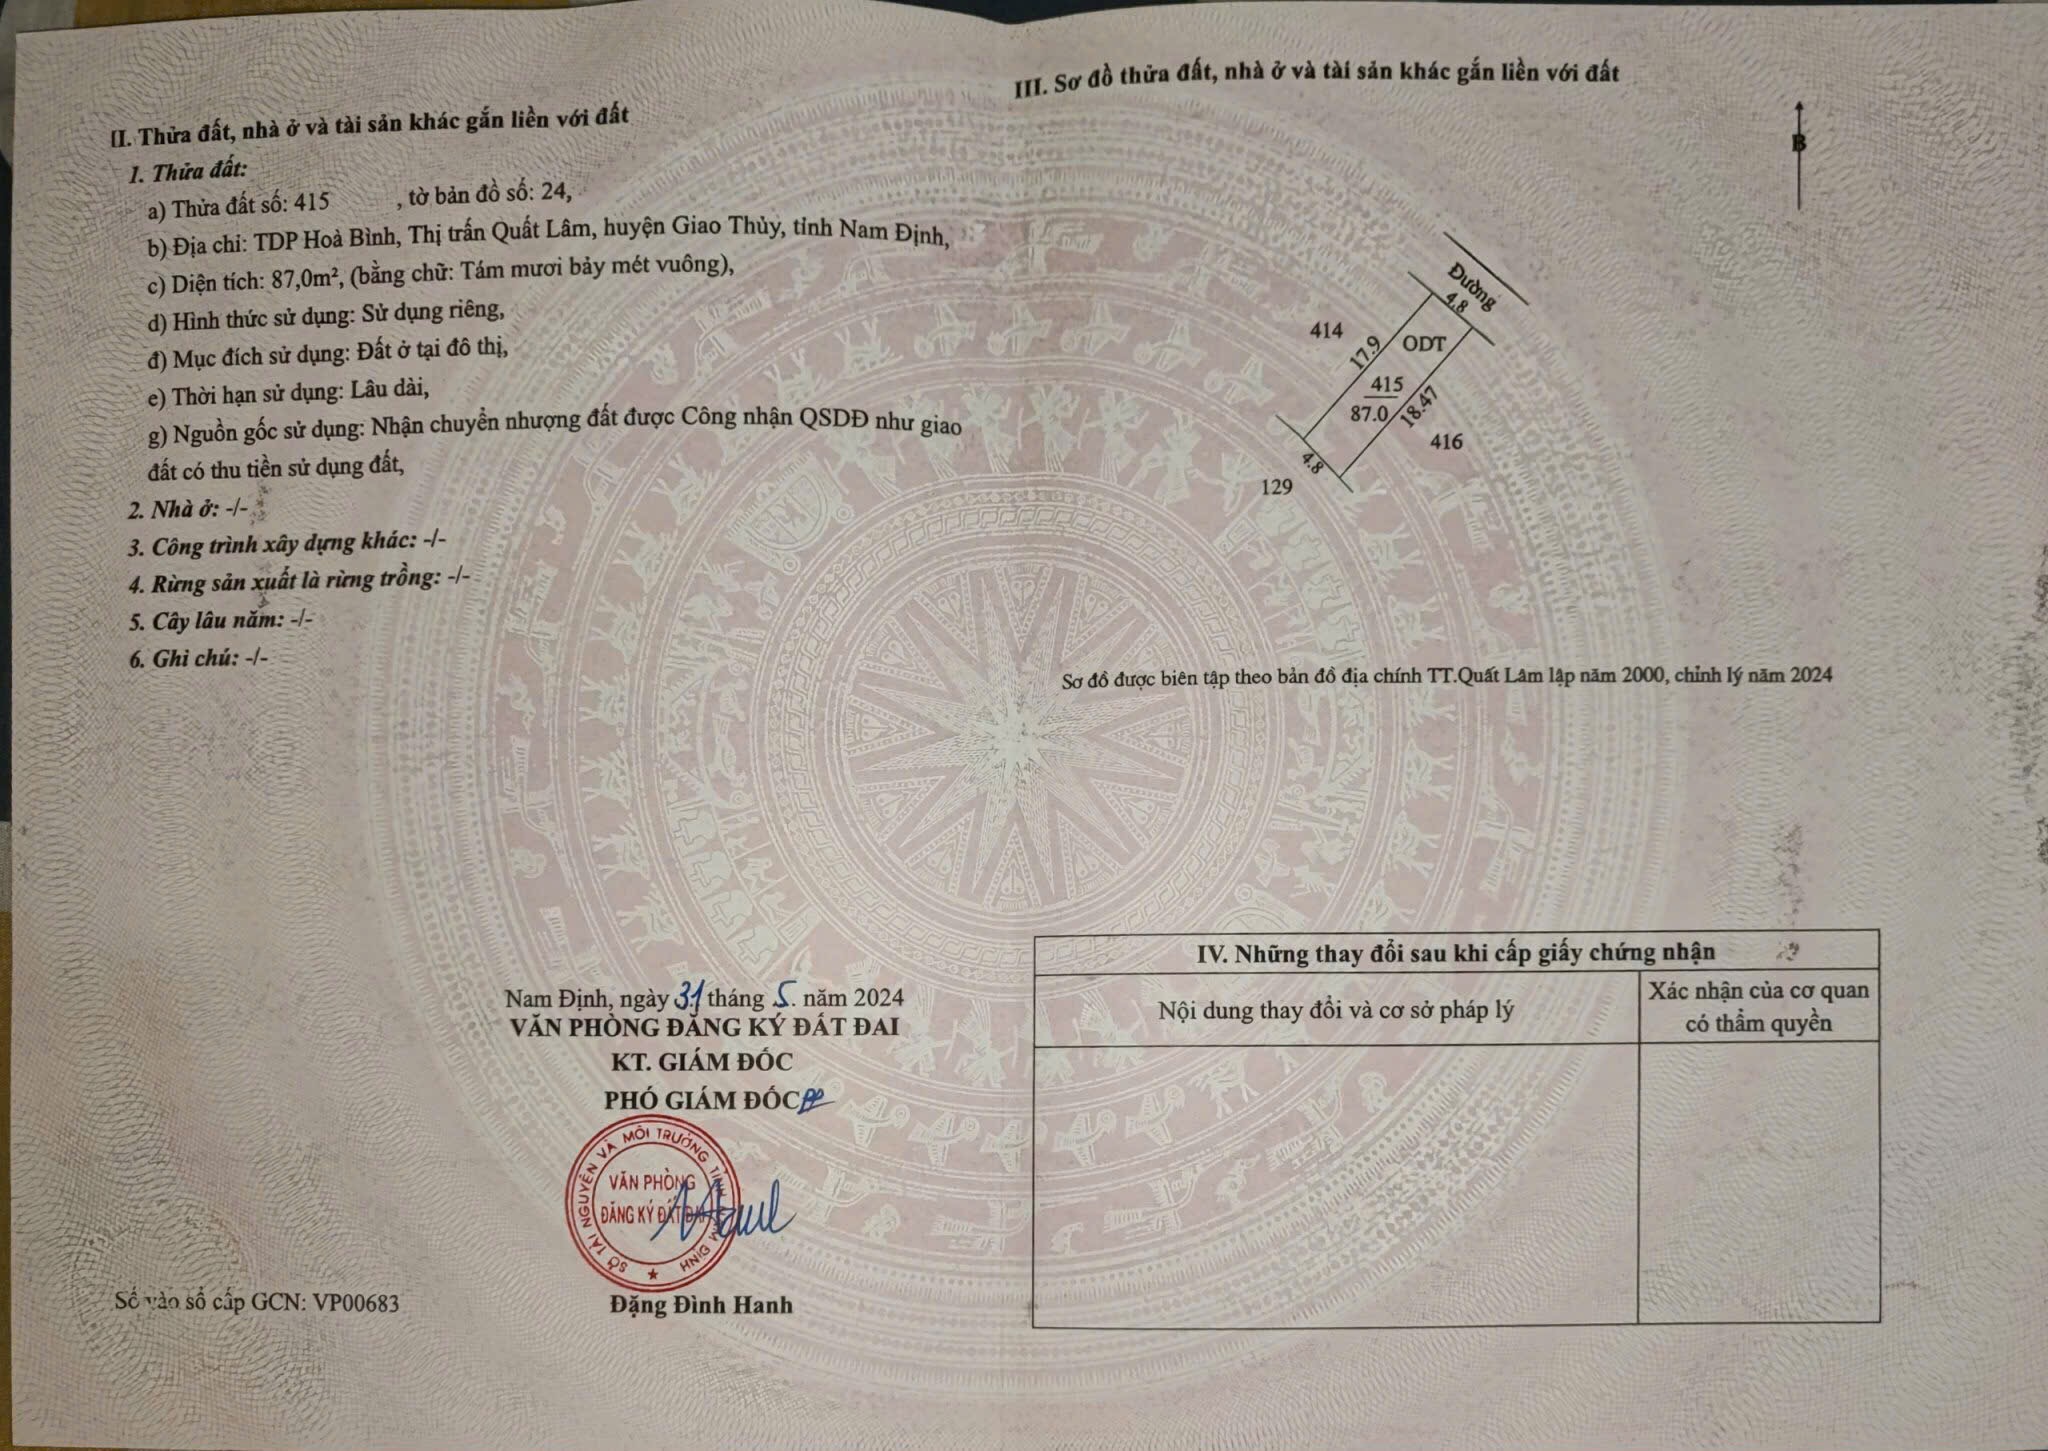 II. Thửa đất, nhà ở và tài sản khác gắn liền với đất
1. Thửa đất:
a) Thửa đất số: 415 , tờ bản đồ số: 24,
b) Địa chỉ: TDP Hoà Bình, Thị trấn Quất Lâm, huyện Giao Thủy, tỉnh Nam Định,
c) Diện tích: 87,0m², (bằng chữ: Tám mươi bảy mét vuông),
d) Hình thức sử dụng: Sử dụng riêng,
đ) Mục đích sử dụng: Đất ở tại đô thị,
e) Thời hạn sử dụng: Lâu dài,
g) Nguồn gốc sử dụng: Nhận chuyển nhượng đất được Công nhận QSDĐ như giao
đất có thu tiền sử dụng đất,
2. Nhà ở: -/-
3. Công trình xây dựng khác: -/-
4. Rừng sản xuất là rừng trồng: -/-
5. Cây lâu năm: -/-
6. Ghi chú: -/-
Nam Định, ngày 31 tháng 5. năm 2024
VĂN PHÒNG ĐĂNG KÝ ĐẤT ĐAI
KT. GIÁM ĐỐC
PHÓ GIÁM ĐỐC
SỞ TÀI NGUYÊN VÀ MÔI TRƯỜNG TỈNH NAM ĐỊNH
VĂN PHÒNG
ĐĂNG KÝ ĐẤT ĐAI
Đặng Đình Hanh
Số vào sổ cấp GCN: VP00683
III. Sơ đồ thửa đất, nhà ở và tài sản khác gắn liền với đất
B
Đường
4.8
414
17.9
ODT
415
87.0
18.47
416
4.8
129
Sơ đồ được biên tập theo bản đồ địa chính TT.Quất Lâm lập năm 2000, chỉnh lý năm 2024
IV. Những thay đổi sau khi cấp giấy chứng nhận
Nội dung thay đổi và cơ sở pháp lý
Xác nhận của cơ quan
có thẩm quyền